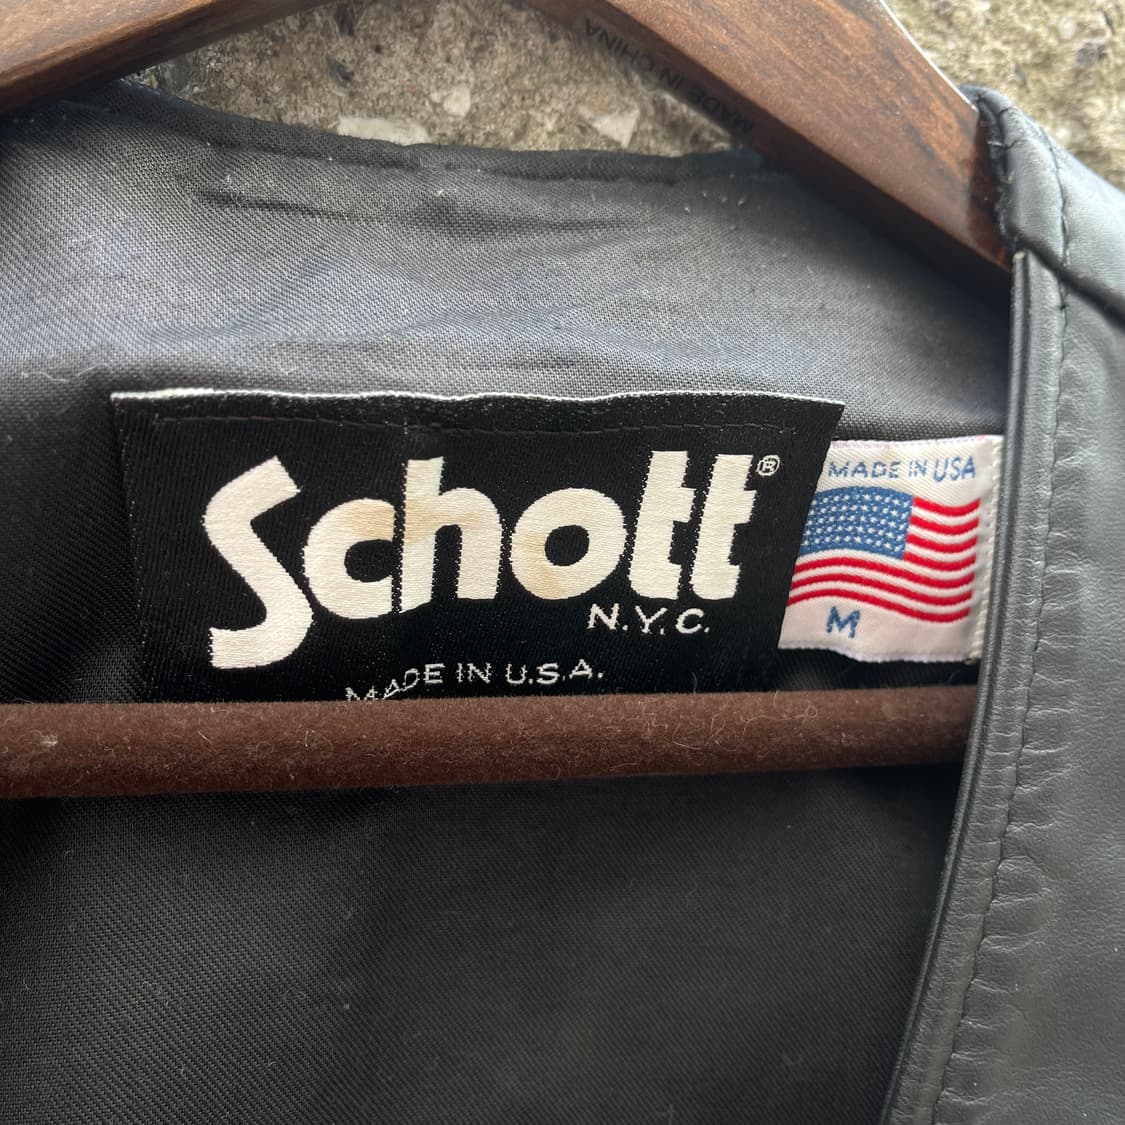 MADE IN CHINA
Schott®
N.Y.C.
MADE IN U.S.A.
MADE IN USA
M